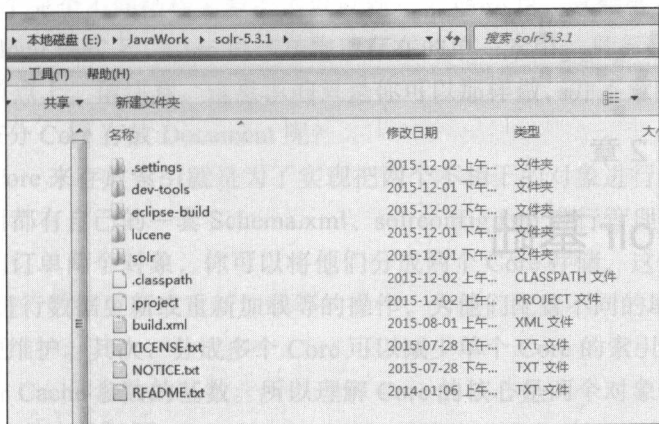 本地磁盘 (E:) ▸ JavaWork ▸ solr-5.3.1 ▸ 搜索 solr-5.3.1
) 工具(T) 帮助(H)
共享 ▼ 新建文件夹
名称 修改日期 类型 大
.settings 2015-12-02 上午... 文件夹
dev-tools 2015-12-01 下午... 文件夹
eclipse-build 2015-12-02 下午... 文件夹
lucene 2015-12-01 下午... 文件夹
solr 2015-12-01 下午... 文件夹
.classpath 2015-12-02 上午... CLASSPATH 文件
.project 2015-12-02 上午... PROJECT 文件
build.xml 2015-08-01 上午... XML 文件
LICENSE.txt 2015-07-28 下午... TXT 文件
NOTICE.txt 2015-07-28 下午... TXT 文件
README.txt 2014-01-06 上午... TXT 文件